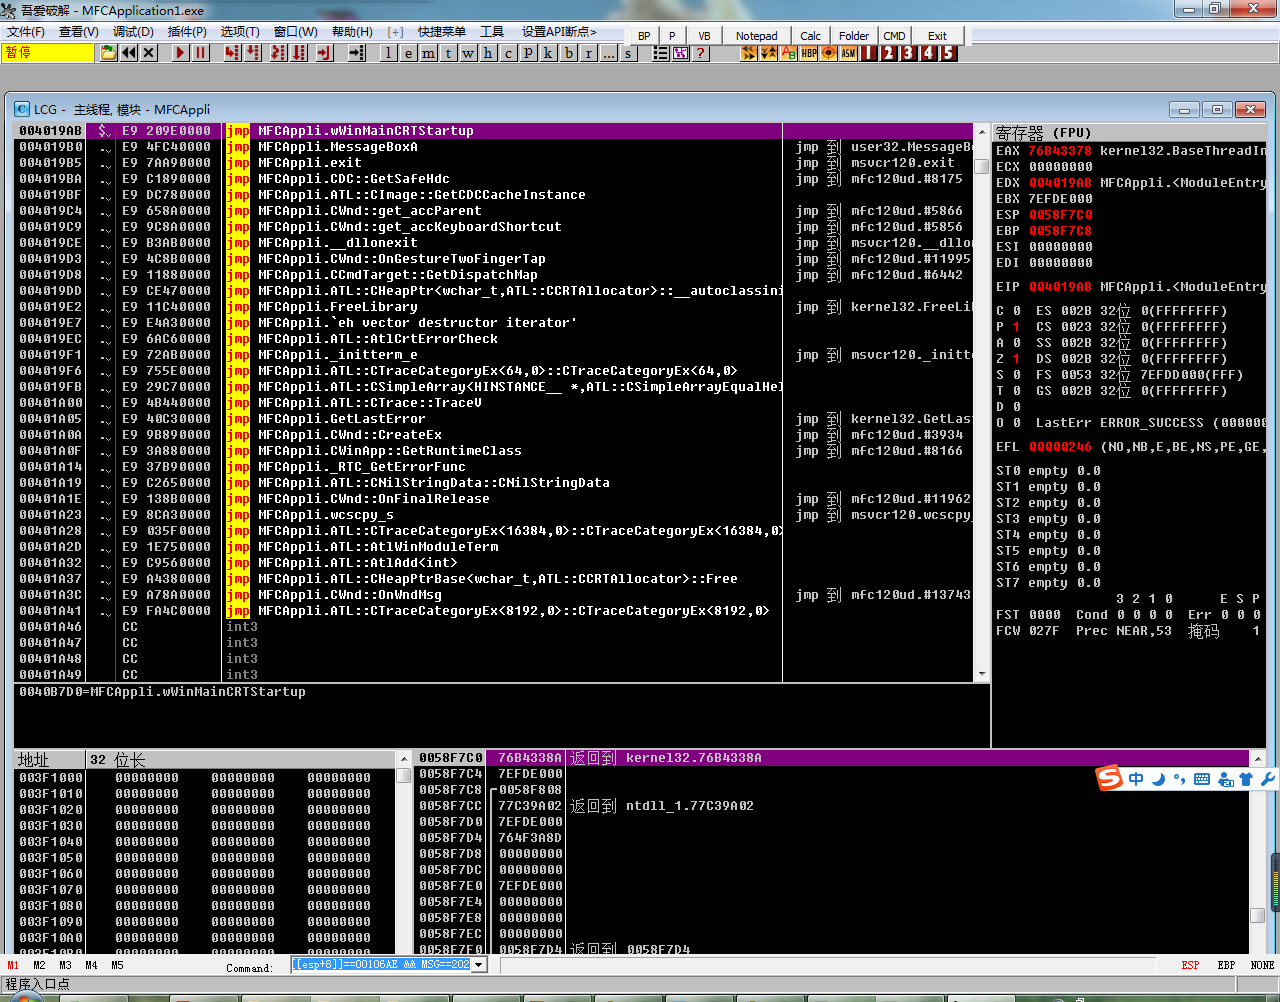 吾爱破解 - MFCApplication1.exe
文件(F) 查看(V) 调试(D) 插件(P) 选项(T) 窗口(W) 帮助(H) [+] 快捷菜单 工具 设置API断点> BP P VB Notepad Calc Folder CMD Exit
暂停 l e m t w h c p k b r ... s ? HBP ASM 1 2 3 4 5
LCG - 主线程, 模块 - MFCAppli
004019AB $ E9 209E0000 jmp MFCAppli.wWinMainCRTStartup
004019B0 . E9 4FC40000 jmp MFCAppli.MessageBoxA jmp 到 user32.MessageBo
004019B5 . E9 7AA90000 jmp MFCAppli.exit jmp 到 msvcr120.exit
004019BA . E9 C1890000 jmp MFCAppli.CDC::GetSafeHdc jmp 到 mfc120ud.#8175
004019BF . E9 DC780000 jmp MFCAppli.ATL::CImage::GetCDCCacheInstance
004019C4 . E9 658A0000 jmp MFCAppli.CWnd::get_accParent jmp 到 mfc120ud.#5866
004019C9 . E9 9C8A0000 jmp MFCAppli.CWnd::get_accKeyboardShortcut jmp 到 mfc120ud.#5856
004019CE . E9 B3AB0000 jmp MFCAppli.__dllonexit jmp 到 msvcr120.__dllo
004019D3 . E9 4C8B0000 jmp MFCAppli.CWnd::OnGestureTwoFingerTap jmp 到 mfc120ud.#11995
004019D8 . E9 11880000 jmp MFCAppli.CCmdTarget::GetDispatchMap jmp 到 mfc120ud.#6442
004019DD . E9 CE470000 jmp MFCAppli.ATL::CHeapPtr<wchar_t,ATL::CCRTAllocator>::__autoclassini
004019E2 . E9 11C40000 jmp MFCAppli.FreeLibrary jmp 到 kernel32.FreeLi
004019E7 . E9 E4A30000 jmp MFCAppli.`eh vector destructor iterator'
004019EC . E9 6AC60000 jmp MFCAppli.ATL::AtlCrtErrorCheck
004019F1 . E9 72AB0000 jmp MFCAppli._initterm_e jmp 到 msvcr120._initte
004019F6 . E9 755E0000 jmp MFCAppli.ATL::CTraceCategoryEx<64,0>::CTraceCategoryEx<64,0>
004019FB . E9 29C70000 jmp MFCAppli.ATL::CSimpleArray<HINSTANCE__ *,ATL::CSimpleArrayEqualHel
00401A00 . E9 4B440000 jmp MFCAppli.ATL::CTrace::TraceV
00401A05 . E9 40C30000 jmp MFCAppli.GetLastError jmp 到 kernel32.GetLas
00401A0A . E9 9B890000 jmp MFCAppli.CWnd::CreateEx jmp 到 mfc120ud.#3934
00401A0F . E9 3A880000 jmp MFCAppli.CWinApp::GetRuntimeClass jmp 到 mfc120ud.#8166
00401A14 . E9 37B90000 jmp MFCAppli._RTC_GetErrorFunc
00401A19 . E9 C2650000 jmp MFCAppli.ATL::CNilStringData::CNilStringData
00401A1E . E9 138B0000 jmp MFCAppli.CWnd::OnFinalRelease jmp 到 mfc120ud.#11962
00401A23 . E9 8CA30000 jmp MFCAppli.wcscpy_s jmp 到 msvcr120.wcscpy_
00401A28 . E9 035F0000 jmp MFCAppli.ATL::CTraceCategoryEx<16384,0>::CTraceCategoryEx<16384,0>
00401A2D . E9 1E750000 jmp MFCAppli.ATL::AtlWinModuleTerm
00401A32 . E9 C9560000 jmp MFCAppli.ATL::AtlAdd<int>
00401A37 . E9 A4380000 jmp MFCAppli.ATL::CHeapPtrBase<wchar_t,ATL::CCRTAllocator>::Free
00401A3C . E9 A78A0000 jmp MFCAppli.CWnd::OnWndMsg jmp 到 mfc120ud.#13743
00401A41 . E9 FA4C0000 jmp MFCAppli.ATL::CTraceCategoryEx<8192,0>::CTraceCategoryEx<8192,0>
00401A46 CC int3
00401A47 CC int3
00401A48 CC int3
00401A49 CC int3
0040B7D0=MFCAppli.wWinMainCRTStartup
寄存器 (FPU)
EAX 76B43378 kernel32.BaseThreadIn
ECX 00000000
EDX 004019AB MFCAppli.<ModuleEntry
EBX 7EFDE000
ESP 0058F7C0
EBP 0058F7C8
ESI 00000000
EDI 00000000
EIP 004019AB MFCAppli.<ModuleEntry
C 0 ES 002B 32位 0(FFFFFFFF)
P 1 CS 0023 32位 0(FFFFFFFF)
A 0 SS 002B 32位 0(FFFFFFFF)
Z 1 DS 002B 32位 0(FFFFFFFF)
S 0 FS 0053 32位 7EFDD000(FFF)
T 0 GS 002B 32位 0(FFFFFFFF)
D 0
O 0 LastErr ERROR_SUCCESS (000000
EFL 00000246 (NO,NB,E,BE,NS,PE,GE,
ST0 empty 0.0
ST1 empty 0.0
ST2 empty 0.0
ST3 empty 0.0
ST4 empty 0.0
ST5 empty 0.0
ST6 empty 0.0
ST7 empty 0.0
3 2 1 0 E S P
FST 0000 Cond 0 0 0 0 Err 0 0 0
FCW 027F Prec NEAR,53 掩码 1
地址 32 位长
003F1000 00000000 00000000 00000000
003F1010 00000000 00000000 00000000
003F1020 00000000 00000000 00000000
003F1030 00000000 00000000 00000000
003F1040 00000000 00000000 00000000
003F1050 00000000 00000000 00000000
003F1060 00000000 00000000 00000000
003F1070 00000000 00000000 00000000
003F1080 00000000 00000000 00000000
003F1090 00000000 00000000 00000000
003F10A0 00000000 00000000 00000000
003F10B0 00000000 00000000 00000000
0058F7C0 76B4338A 返回到 kernel32.76B4338A
0058F7C4 7EFDE000
0058F7C8 0058F808
0058F7CC 77C39A02 返回到 ntdll_1.77C39A02
0058F7D0 7EFDE000
0058F7D4 764F3A8D
0058F7D8 00000000
0058F7DC 00000000
0058F7E0 7EFDE000
0058F7E4 00000000
0058F7E8 00000000
0058F7EC 00000000
0058F7F0 0058F7D4 返回到 0058F7D4
S 中
M1 M2 M3 M4 M5 Command: [[esp+8]]==00106AE && MSG==202 ESP EBP NONE
程序入口点